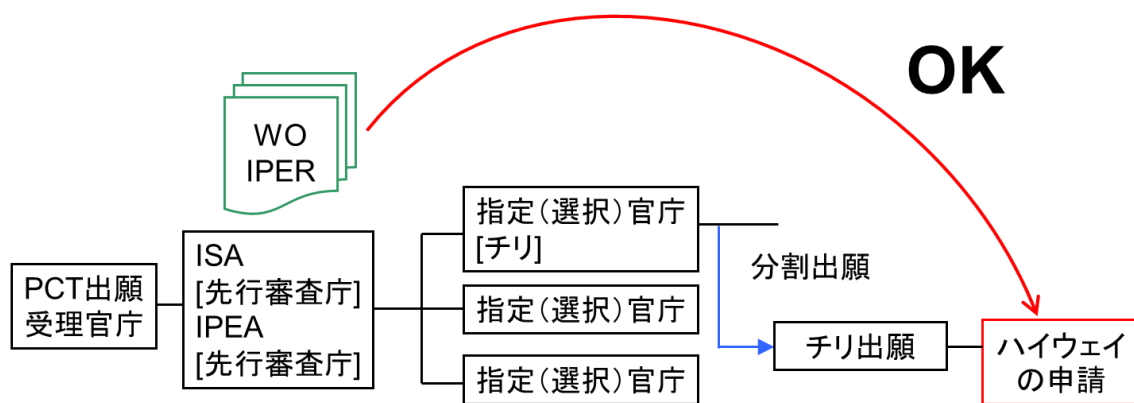 OK
WO
IPER
PCT出願
受理官庁
ISA
[先行審査庁]
IPEA
[先行審査庁]
指定(選択)官庁
[チリ]
指定(選択)官庁
指定(選択)官庁
分割出願
チリ出願
ハイウェイ
の申請